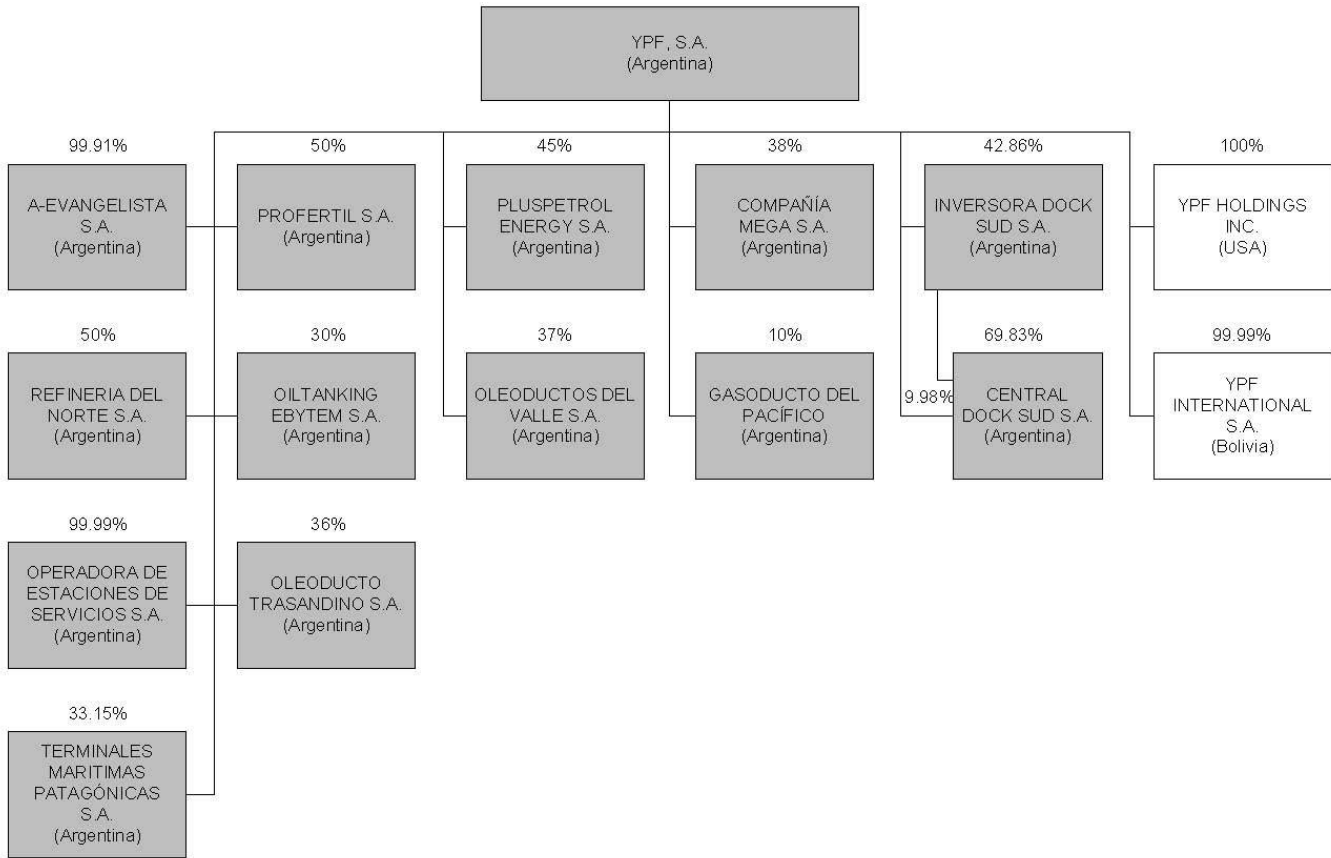 YPF, S.A.
(Argentina)
99.91%
50%
45%
38%
42.86%
100%
A-EVANGELISTA
S.A.
(Argentina)
PROFERTIL S.A.
(Argentina)
PLUSPETROL
ENERGY S.A.
(Argentina)
COMPAÑÍA
MEGA S.A.
(Argentina)
INVERSORA DOCK
SUD S.A.
(Argentina)
YPF HOLDINGS
INC.
(USA)
50%
30%
37%
10%
69.83%
99.99%
REFINERIA DEL
NORTE S.A.
(Argentina)
OILTANKING
EBYTEM S.A.
(Argentina)
OLEODUCTOS DEL
VALLE S.A.
(Argentina)
GASODUCTO DEL
PACÍFICO
(Argentina)
9.98%
CENTRAL
DOCK SUD S.A.
(Argentina)
YPF
INTERNATIONAL
S.A.
(Bolivia)
99.99%
36%
OPERADORA DE
ESTACIONES DE
SERVICIOS S.A.
(Argentina)
OLEODUCTO
TRASANDINO S.A.
(Argentina)
33.15%
TERMINALES
MARITIMAS
PATAGÓNICAS
S.A.
(Argentina)